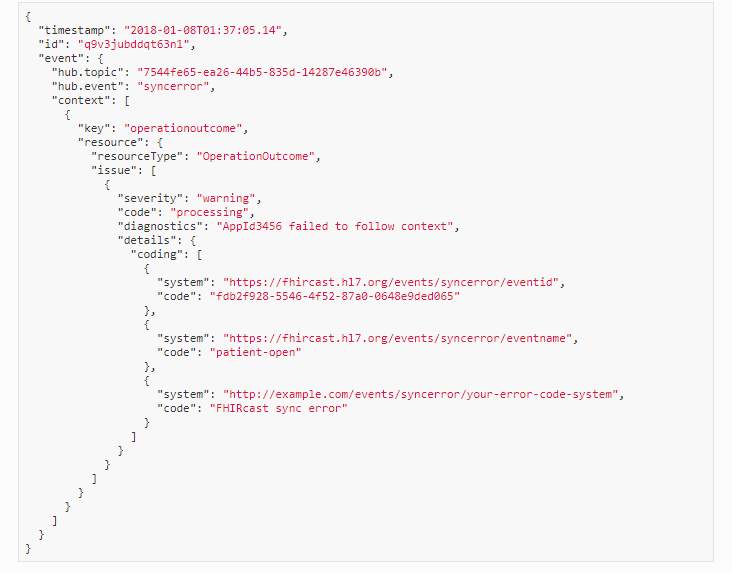 {
  "timestamp": "2018-01-08T01:37:05.14",
  "id": "q9v3jubddqt63n1",
  "event": {
    "hub.topic": "7544fe65-ea26-44b5-835d-14287e46390b",
    "hub.event": "syncerror",
    "context": [
      {
        "key": "operationoutcome",
        "resource": {
          "resourceType": "OperationOutcome",
          "issue": [
            {
              "severity": "warning",
              "code": "processing",
              "diagnostics": "AppId3456 failed to follow context",
              "details": {
                "coding": [
                  {
                    "system": "https://fhircast.hl7.org/events/syncerror/eventid",
                    "code": "fdb2f928-5546-4f52-87a0-0648e9ded065"
                  },
                  {
                    "system": "https://fhircast.hl7.org/events/syncerror/eventname",
                    "code": "patient-open"
                  },
                  {
                    "system": "http://example.com/events/syncerror/your-error-code-system",
                    "code": "FHIRcast sync error"
                  }
                ]
              }
            }
          ]
        }
      }
    ]
  }
}